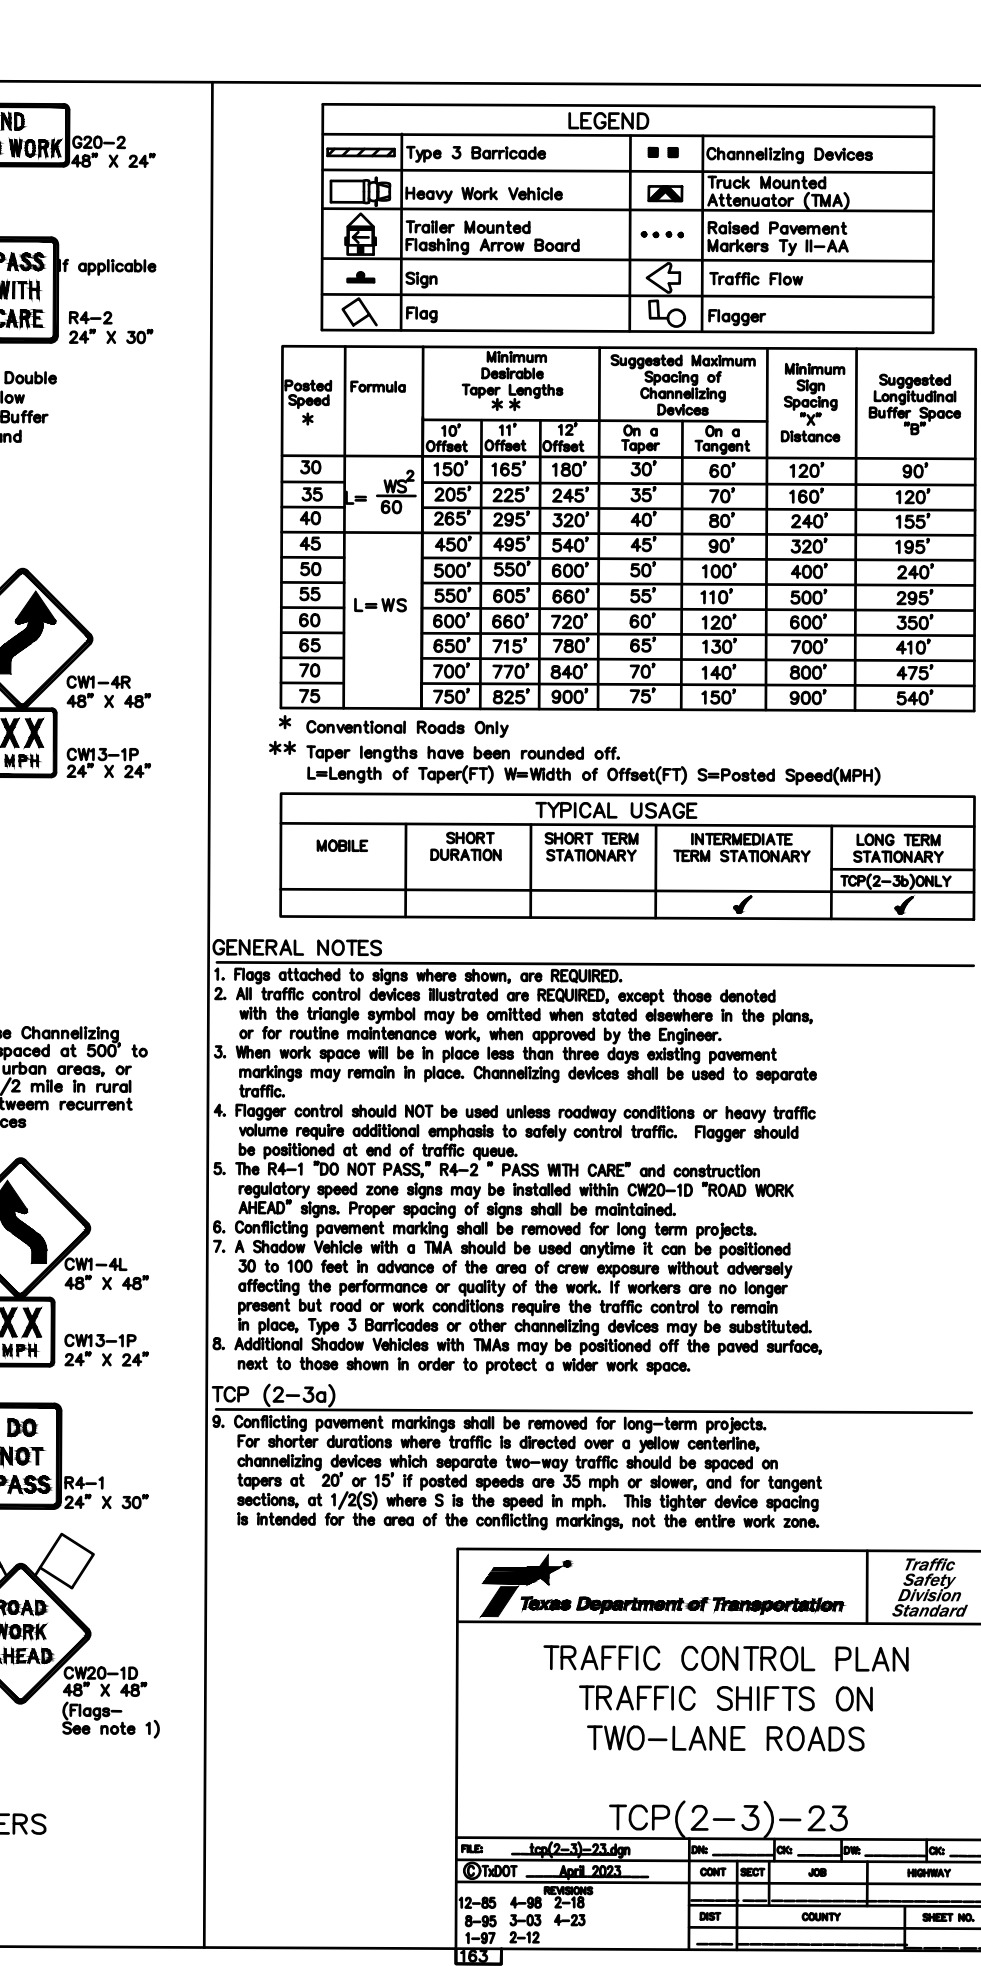 ND
WORK
G20-2
48" X 24"
PASS
WITH
CARE
If applicable
R4-2
24" X 30"
Double
low
Buffer
and
CW1-4R
48" X 48"
XX
MPH
CW13-1P
24" X 24"
se Channelizing
spaced at 500' to
urban areas, or
/2 mile in rural
tweem recurrent
ces
CW1-4L
48" X 48"
XX
MPH
CW13-1P
24" X 24"
DO
NOT
PASS
R4-1
24" X 30"
ROAD
WORK
AHEAD
CW20-1D
48" X 48"
(Flags-
See note 1)
ERS
LEGEND
Type 3 Barricade
Channelizing Devices
Heavy Work Vehicle
Truck Mounted
Attenuator (TMA)
Trailer Mounted
Flashing Arrow Board
Raised Pavement
Markers Ty II-AA
Sign
Traffic Flow
Flag
Flagger
Posted
Speed
*
Formula
Minimum
Desirable
Taper Lengths
* *
Suggested Maximum
Spacing of
Channelizing
Devices
Minimum
Sign
Spacing
"X"
Distance
Suggested
Longitudinal
Buffer Space
"B"
10'
Offset
11'
Offset
12'
Offset
On a
Taper
On a
Tangent
30 150' 165' 180' 30' 60' 120' 90'
L= WS²/60
35 205' 225' 245' 35' 70' 160' 120'
40 265' 295' 320' 40' 80' 240' 155'
45 450' 495' 540' 45' 90' 320' 195'
50 500' 550' 600' 50' 100' 400' 240'
55 550' 605' 660' 55' 110' 500' 295'
L=WS
60 600' 660' 720' 60' 120' 600' 350'
65 650' 715' 780' 65' 130' 700' 410'
70 700' 770' 840' 70' 140' 800' 475'
75 750' 825' 900' 75' 150' 900' 540'
* Conventional Roads Only
** Taper lengths have been rounded off.
L=Length of Taper(FT) W=Width of Offset(FT) S=Posted Speed(MPH)
TYPICAL USAGE
MOBILE
SHORT
DURATION
SHORT TERM
STATIONARY
INTERMEDIATE
TERM STATIONARY
LONG TERM
STATIONARY
TCP(2-3b)ONLY
✓ ✓
GENERAL NOTES
1. Flags attached to signs where shown, are REQUIRED.
2. All traffic control devices illustrated are REQUIRED, except those denoted
with the triangle symbol may be omitted when stated elsewhere in the plans,
or for routine maintenance work, when approved by the Engineer.
3. When work space will be in place less than three days existing pavement
markings may remain in place. Channelizing devices shall be used to separate
traffic.
4. Flagger control should NOT be used unless roadway conditions or heavy traffic
volume require additional emphasis to safely control traffic. Flagger should
be positioned at end of traffic queue.
5. The R4-1 "DO NOT PASS," R4-2 " PASS WITH CARE" and construction
regulatory speed zone signs may be installed within CW20-1D "ROAD WORK
AHEAD" signs. Proper spacing of signs shall be maintained.
6. Conflicting pavement marking shall be removed for long term projects.
7. A Shadow Vehicle with a TMA should be used anytime it can be positioned
30 to 100 feet in advance of the area of crew exposure without adversely
affecting the performance or quality of the work. If workers are no longer
present but road or work conditions require the traffic control to remain
in place, Type 3 Barricades or other channelizing devices may be substituted.
8. Additional Shadow Vehicles with TMAs may be positioned off the paved surface,
next to those shown in order to protect a wider work space.
TCP (2-3a)
9. Conflicting pavement markings shall be removed for long-term projects.
For shorter durations where traffic is directed over a yellow centerline,
channelizing devices which separate two-way traffic should be spaced on
tapers at 20' or 15' if posted speeds are 35 mph or slower, and for tangent
sections, at 1/2(S) where S is the speed in mph. This tighter device spacing
is intended for the area of the conflicting markings, not the entire work zone.
Texas Department of Transportation
Traffic
Safety
Division
Standard
TRAFFIC CONTROL PLAN
TRAFFIC SHIFTS ON
TWO-LANE ROADS
TCP(2-3)-23
FILE: tcp(2-3)-23.dgn DN: CK: DW: CK:
©TxDOT April 2023 CONT SECT JOB HIGHWAY
REVISIONS
12-85 4-98 2-18
8-95 3-03 4-23
1-97 2-12
DIST COUNTY SHEET NO.
163